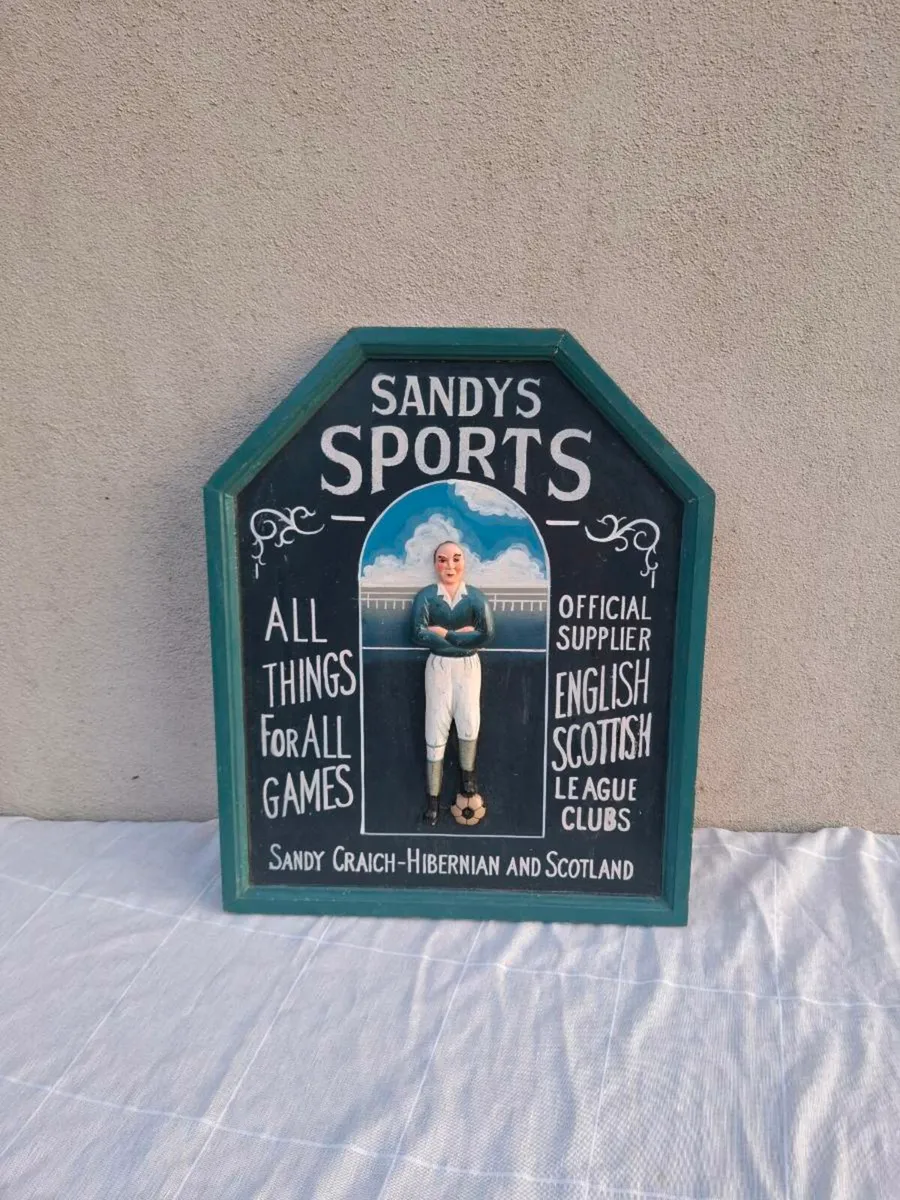 SANDYS
SPORTS
ALL
THINGS
FOR ALL
GAMES
OFFICIAL
SUPPLIER
ENGLISH
SCOTTISH
LEAGUE
CLUBS
SANDY CRAICH-HIBERNIAN AND SCOTLAND